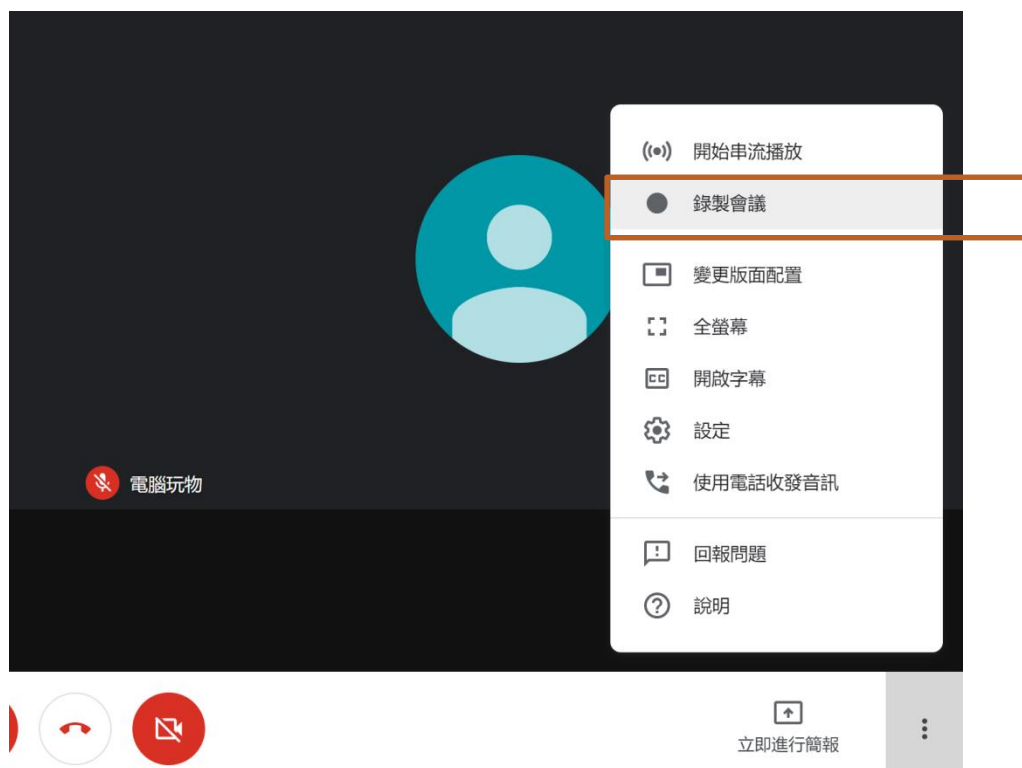 開始串流播放
錄製會議
變更版面配置
全螢幕
開啟字幕
設定
電腦玩物
使用電話收發音訊
回報問題
說明
立即進行簡報